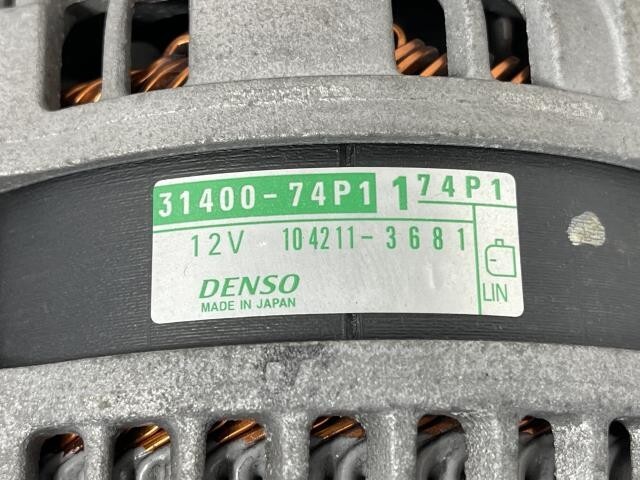 31400-74P1 1 74P1
12V 104211-3681
DENSO
MADE IN JAPAN
LIN